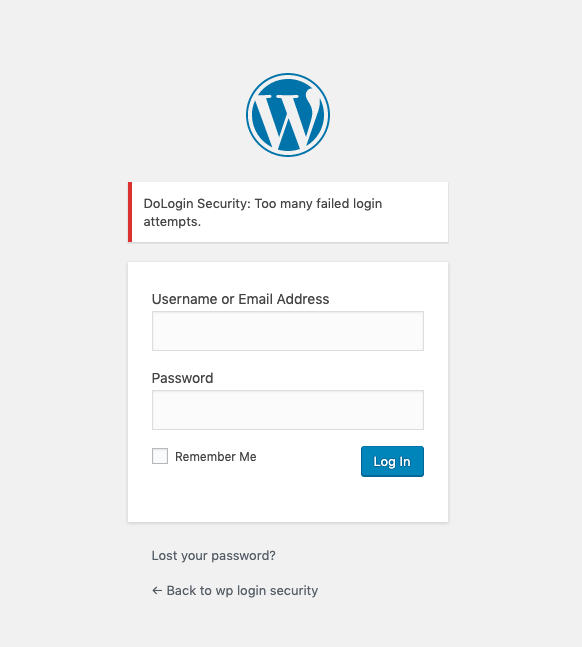 DoLogin Security: Too many failed login
attempts.
Username or Email Address
Password
Remember Me
Log In
Lost your password?
← Back to wp login security